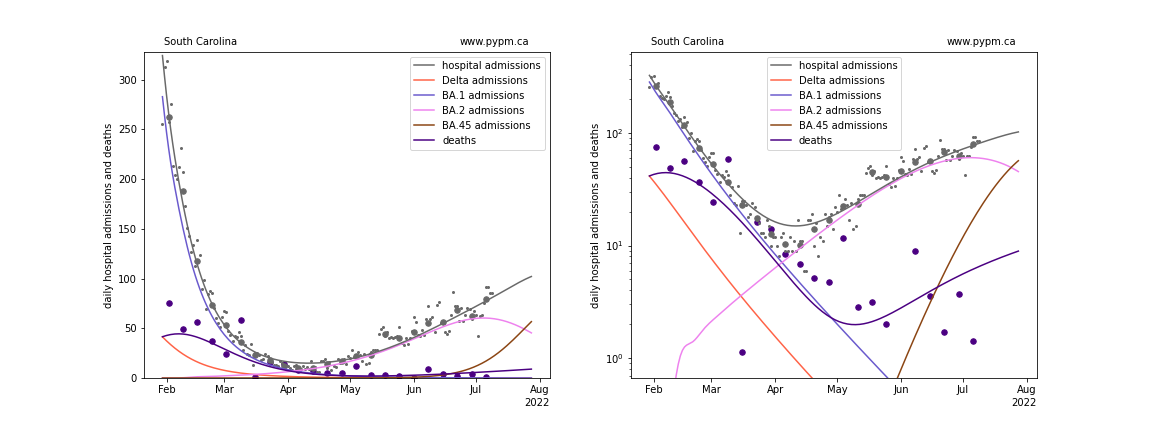 South Carolina
www.pypm.ca
daily hospital admissions and deaths
300
250
200
150
100
50
0
hospital admissions
Delta admissions
BA.1 admissions
BA.2 admissions
BA.45 admissions
deaths
Feb
Mar
Apr
May
Jun
Jul
Aug
2022
South Carolina
www.pypm.ca
daily hospital admissions and deaths
10²
10¹
10⁰
hospital admissions
Delta admissions
BA.1 admissions
BA.2 admissions
BA.45 admissions
deaths
Feb
Mar
Apr
May
Jun
Jul
Aug
2022